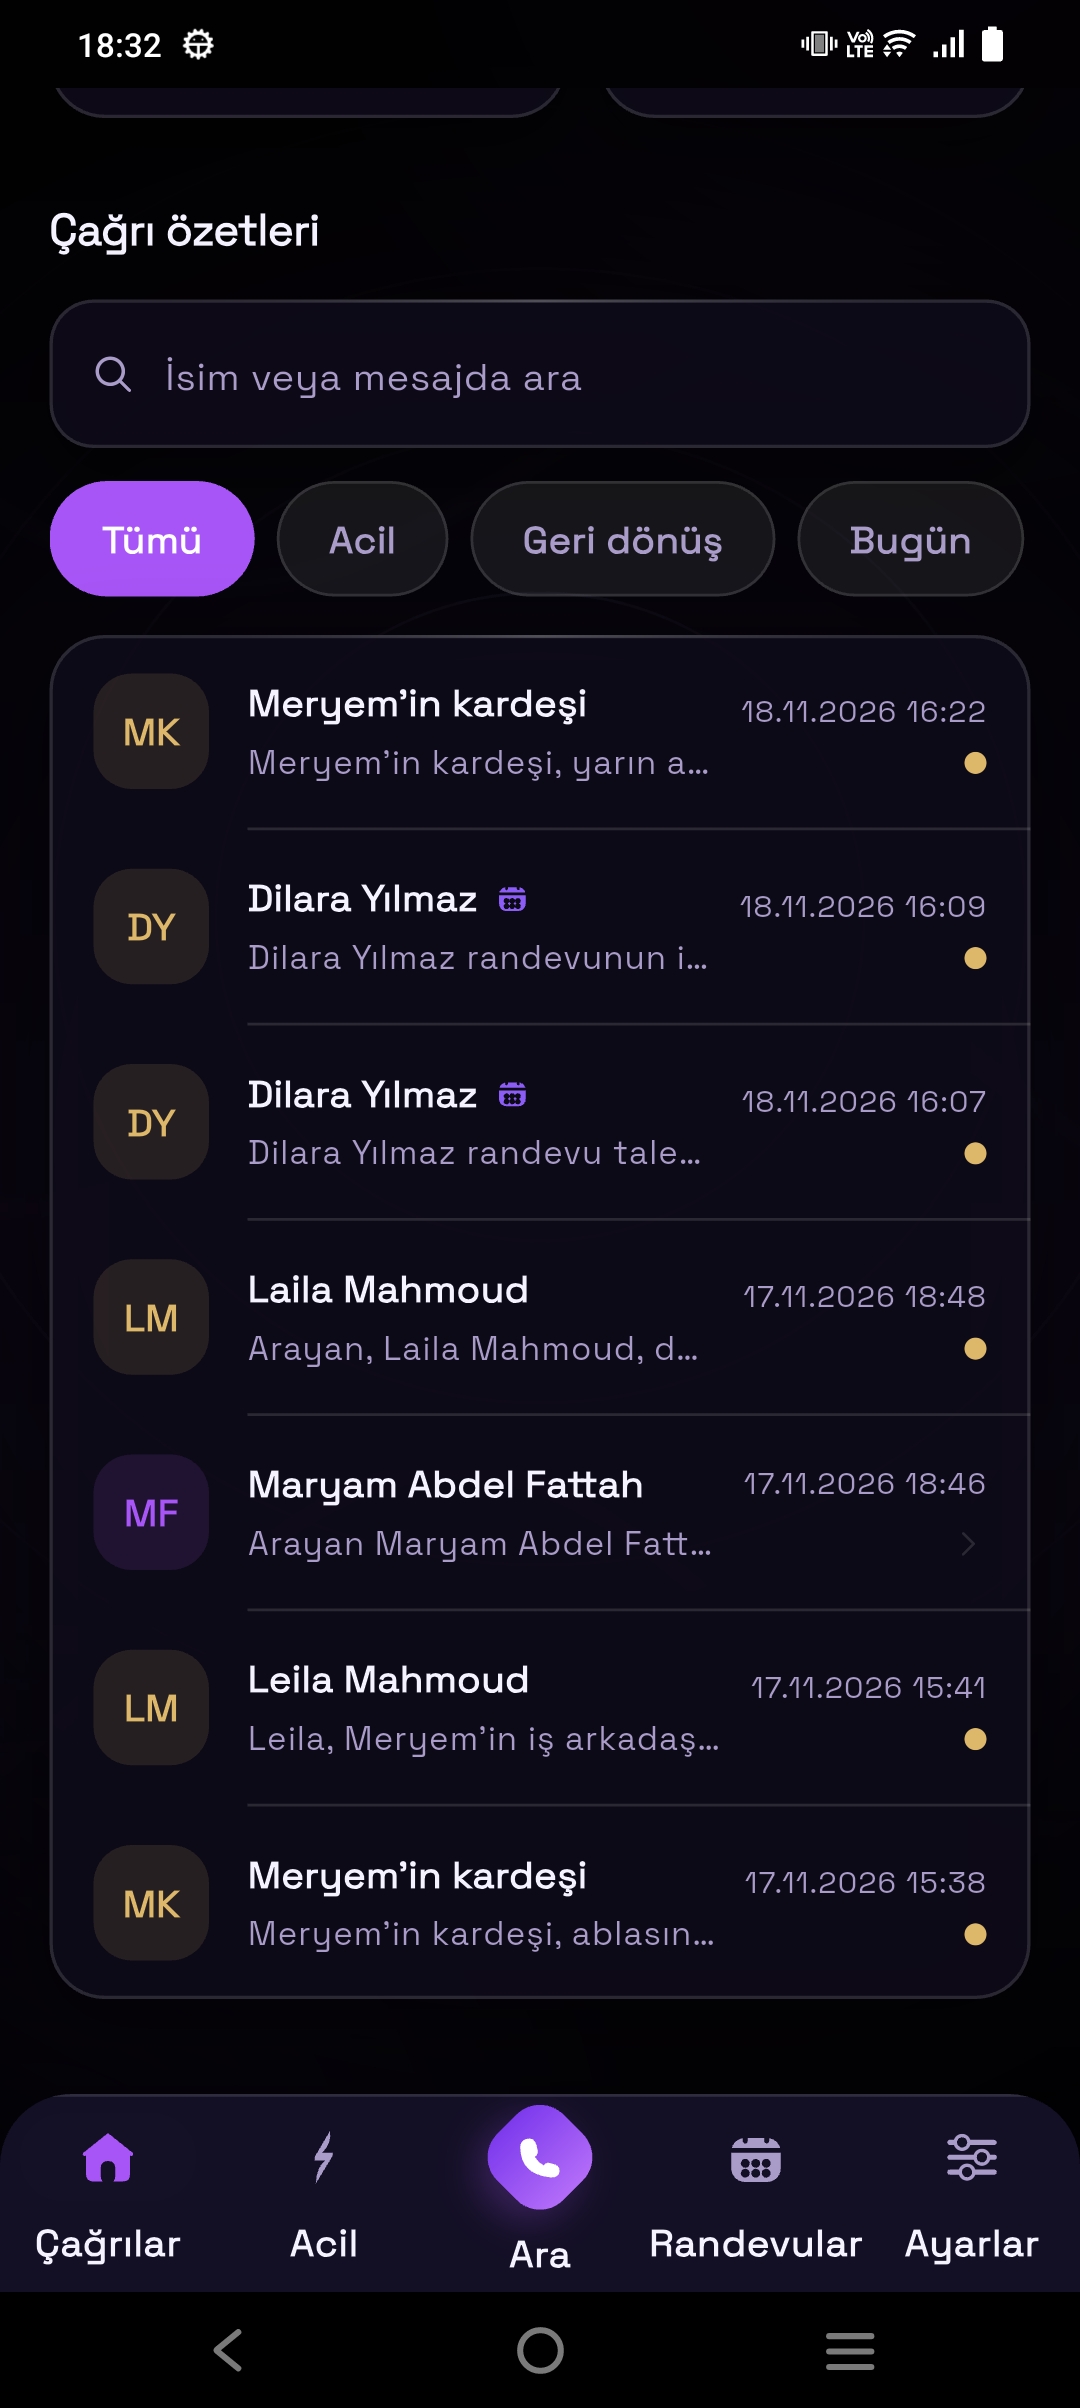 18:32
Vo)) LTE
Çağrı özetleri
İsim veya mesajda ara
Tümü
Acil
Geri dönüş
Bugün
MK
Meryem'in kardeşi
18.11.2026 16:22
Meryem'in kardeşi, yarın a...
DY
Dilara Yılmaz
18.11.2026 16:09
Dilara Yılmaz randevunun i...
DY
Dilara Yılmaz
18.11.2026 16:07
Dilara Yılmaz randevu tale...
LM
Laila Mahmoud
17.11.2026 18:48
Arayan, Laila Mahmoud, d...
MF
Maryam Abdel Fattah
17.11.2026 18:46
Arayan Maryam Abdel Fatt...
LM
Leila Mahmoud
17.11.2026 15:41
Leila, Meryem'in iş arkadaş...
MK
Meryem'in kardeşi
17.11.2026 15:38
Meryem'in kardeşi, ablasın...
Çağrılar
Acil
Ara
Randevular
Ayarlar